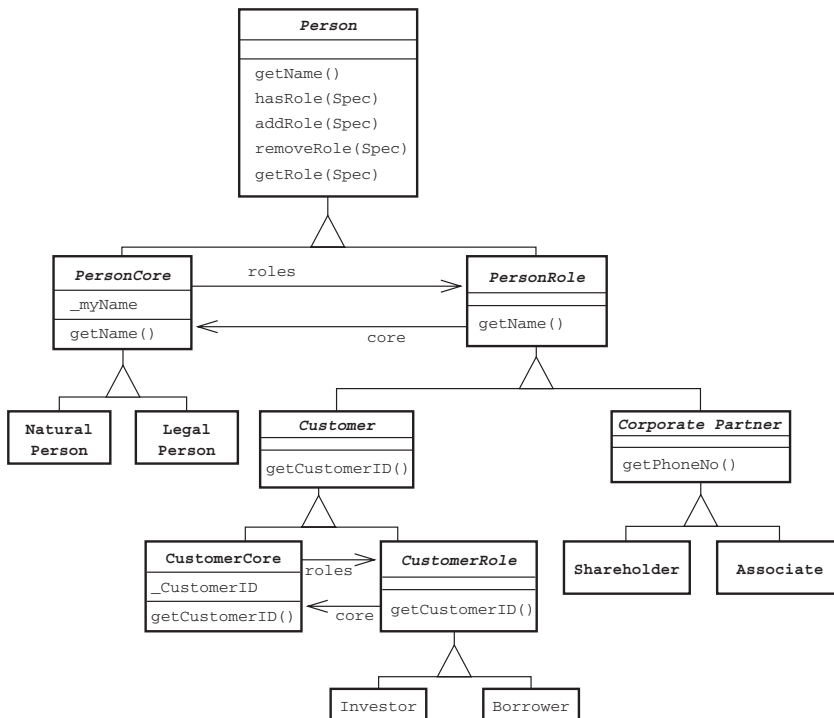 Person
getName()
hasRole(Spec)
addRole(Spec)
removeRole(Spec)
getRole(Spec)
PersonCore
_myName
getName()
roles
core
PersonRole
getName()
Natural
Person
Legal
Person
Customer
getCustomerID()
Corporate Partner
getPhoneNo()
CustomerCore
_CustomerID
getCustomerID()
roles
core
CustomerRole
getCustomerID()
Shareholder
Associate
Investor
Borrower